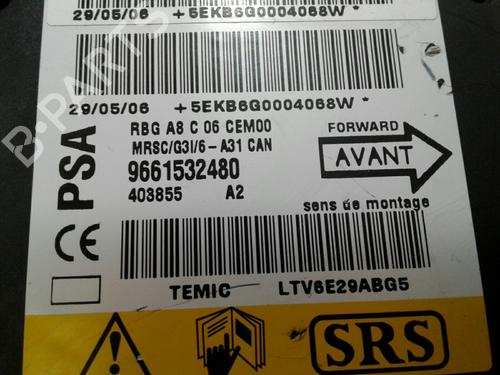 29/05/06 +5EKB6G0004068W*
29/05/06 +5EKB6G0004068W*
PSA
RBG A8 C 06 CEM00
MRSC/G3I/6- A31 CAN
9661532480
403855 A2
FORWARD
AVANT
sens de montage
CE
TEMIC LTV6E29ABG5
SRS
B-PARTS